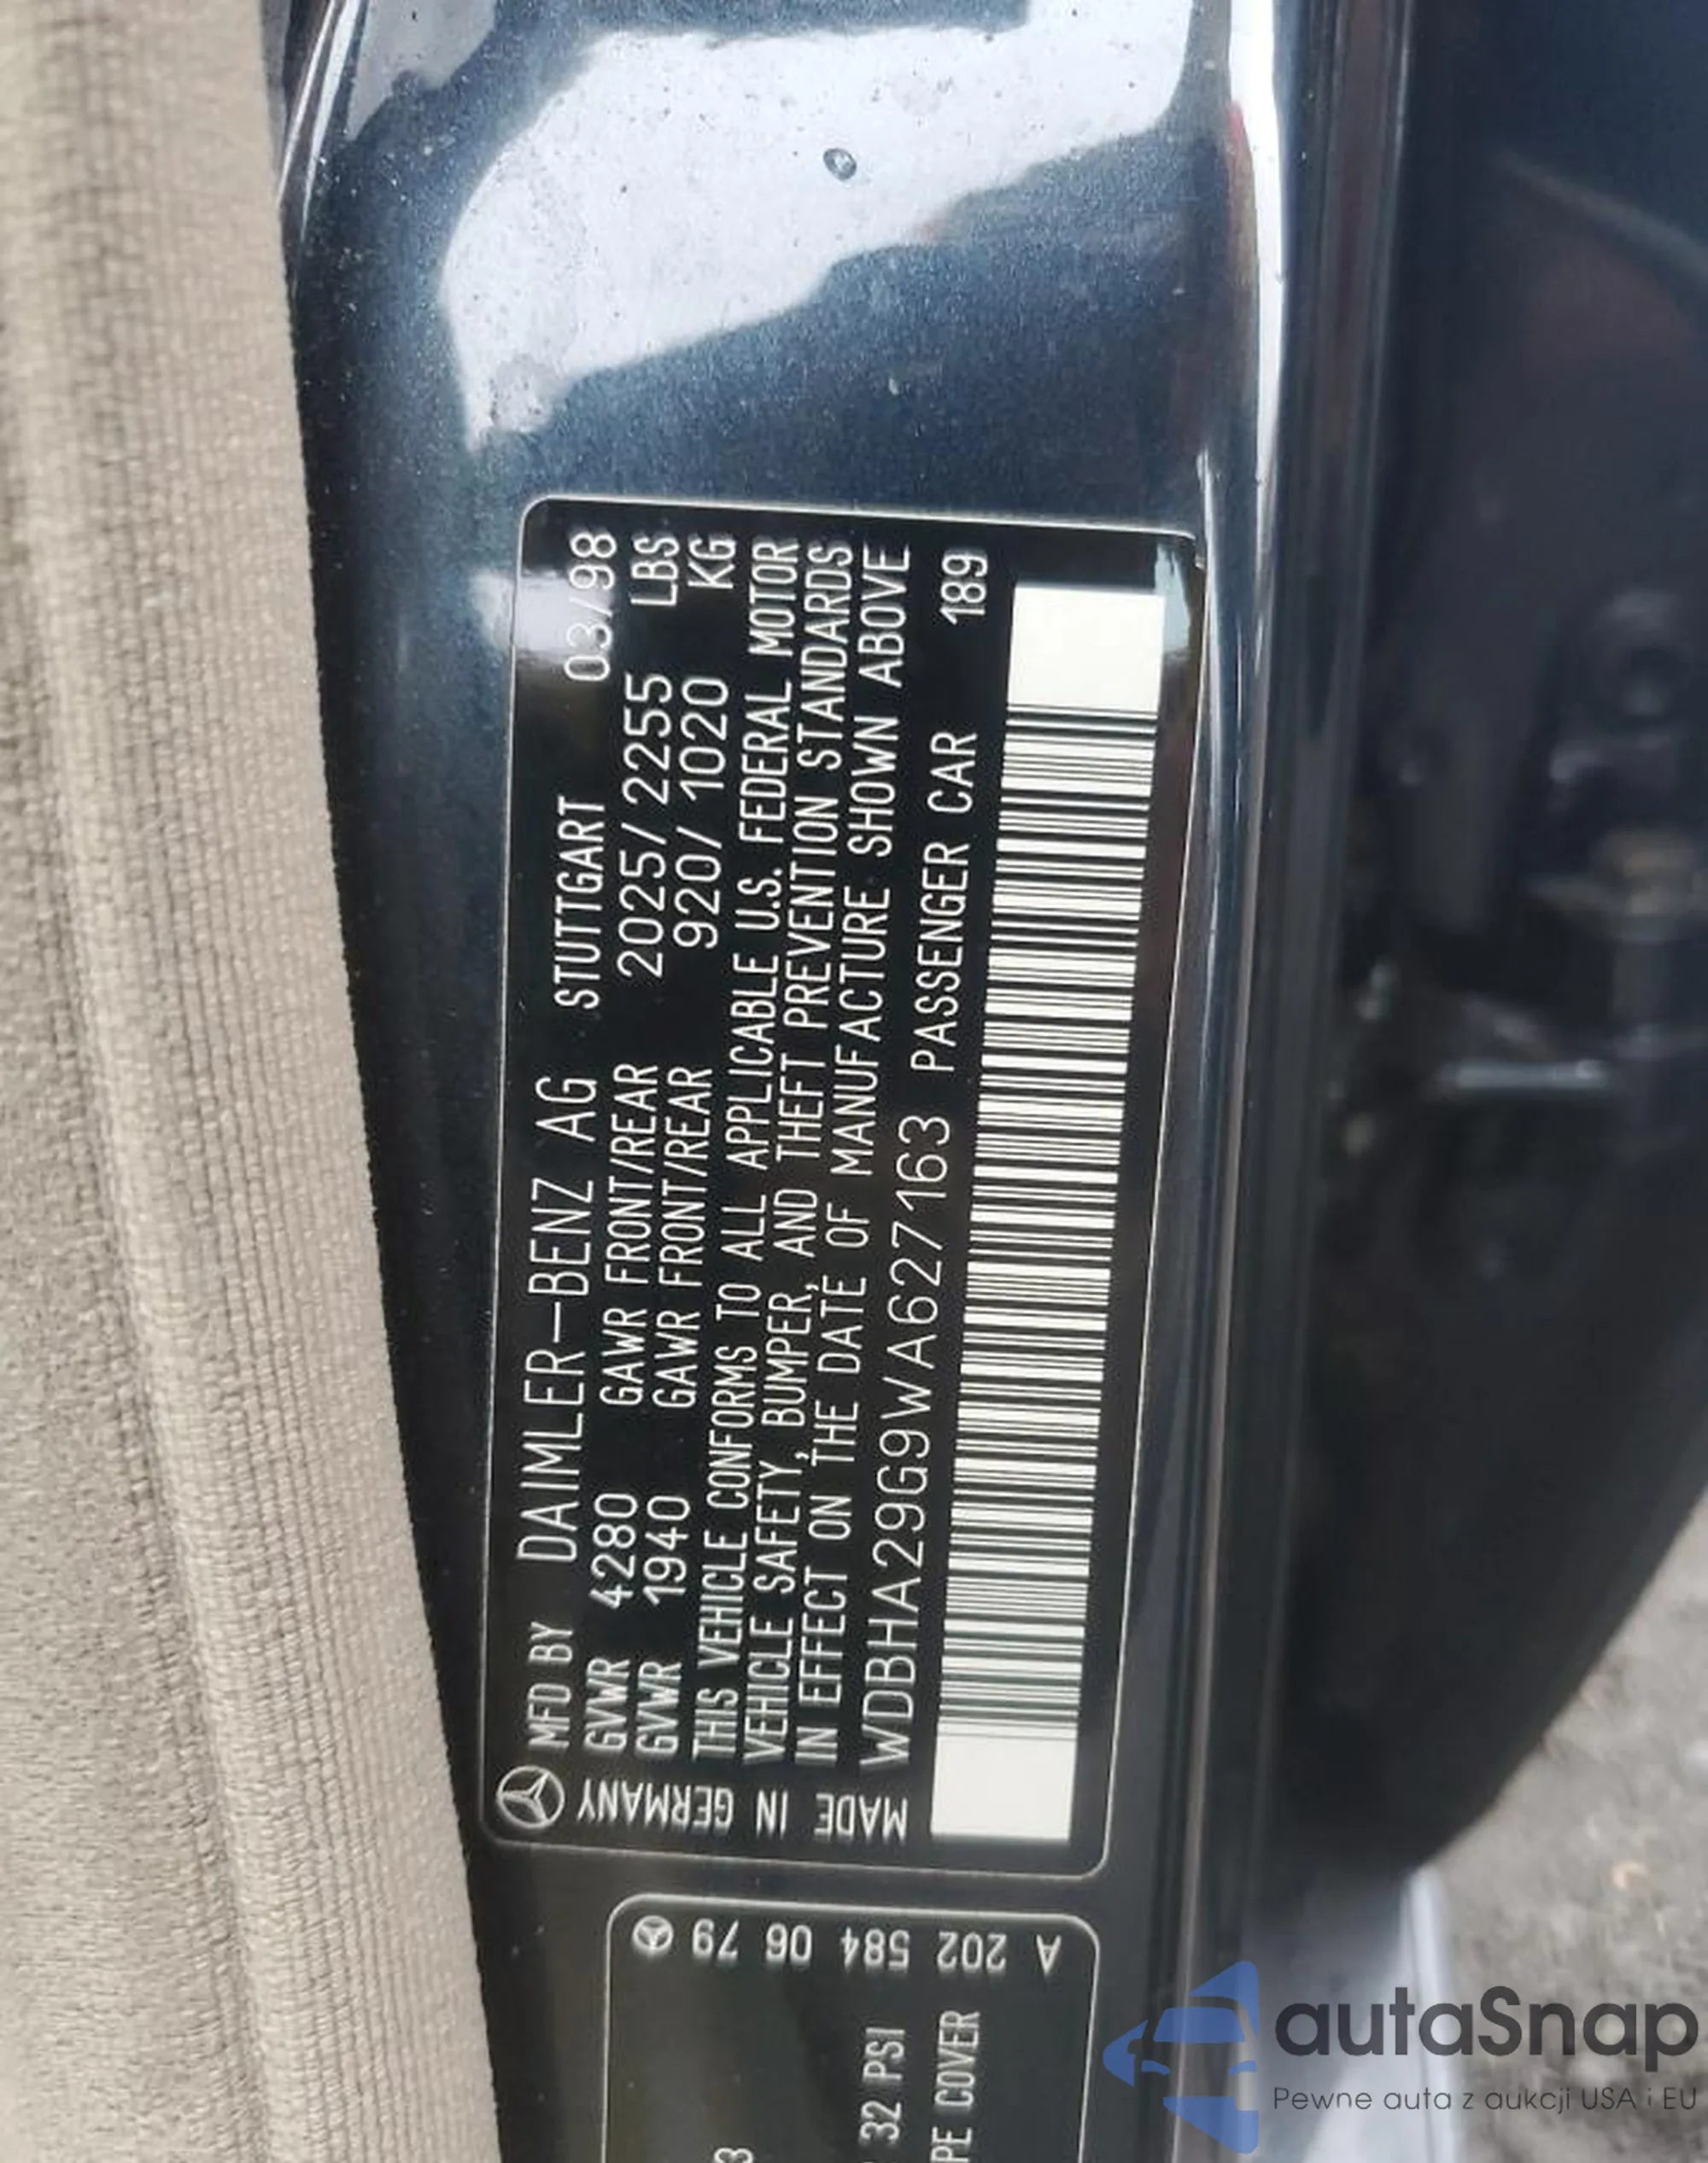 MFD BY DAIMLER-BENZ AG STUTTGART 03/98
GVWR 4280 GAWR FRONT/REAR 2025/2255 LBS
GVWR 1940 GAWR FRONT/REAR 920/1020 KG
THIS VEHICLE CONFORMS TO ALL APPLICABLE U.S. FEDERAL MOTOR
VEHICLE SAFETY, BUMPER, AND THEFT PREVENTION STANDARDS
IN EFFECT ON THE DATE OF MANUFACTURE SHOWN ABOVE
WDBHA29G9WA627163 PASSENGER CAR 189
MADE IN GERMANY
A 202 584 06 79
32 PSI
COVER
autaSnap
Pewne auta z aukcji USA i EU